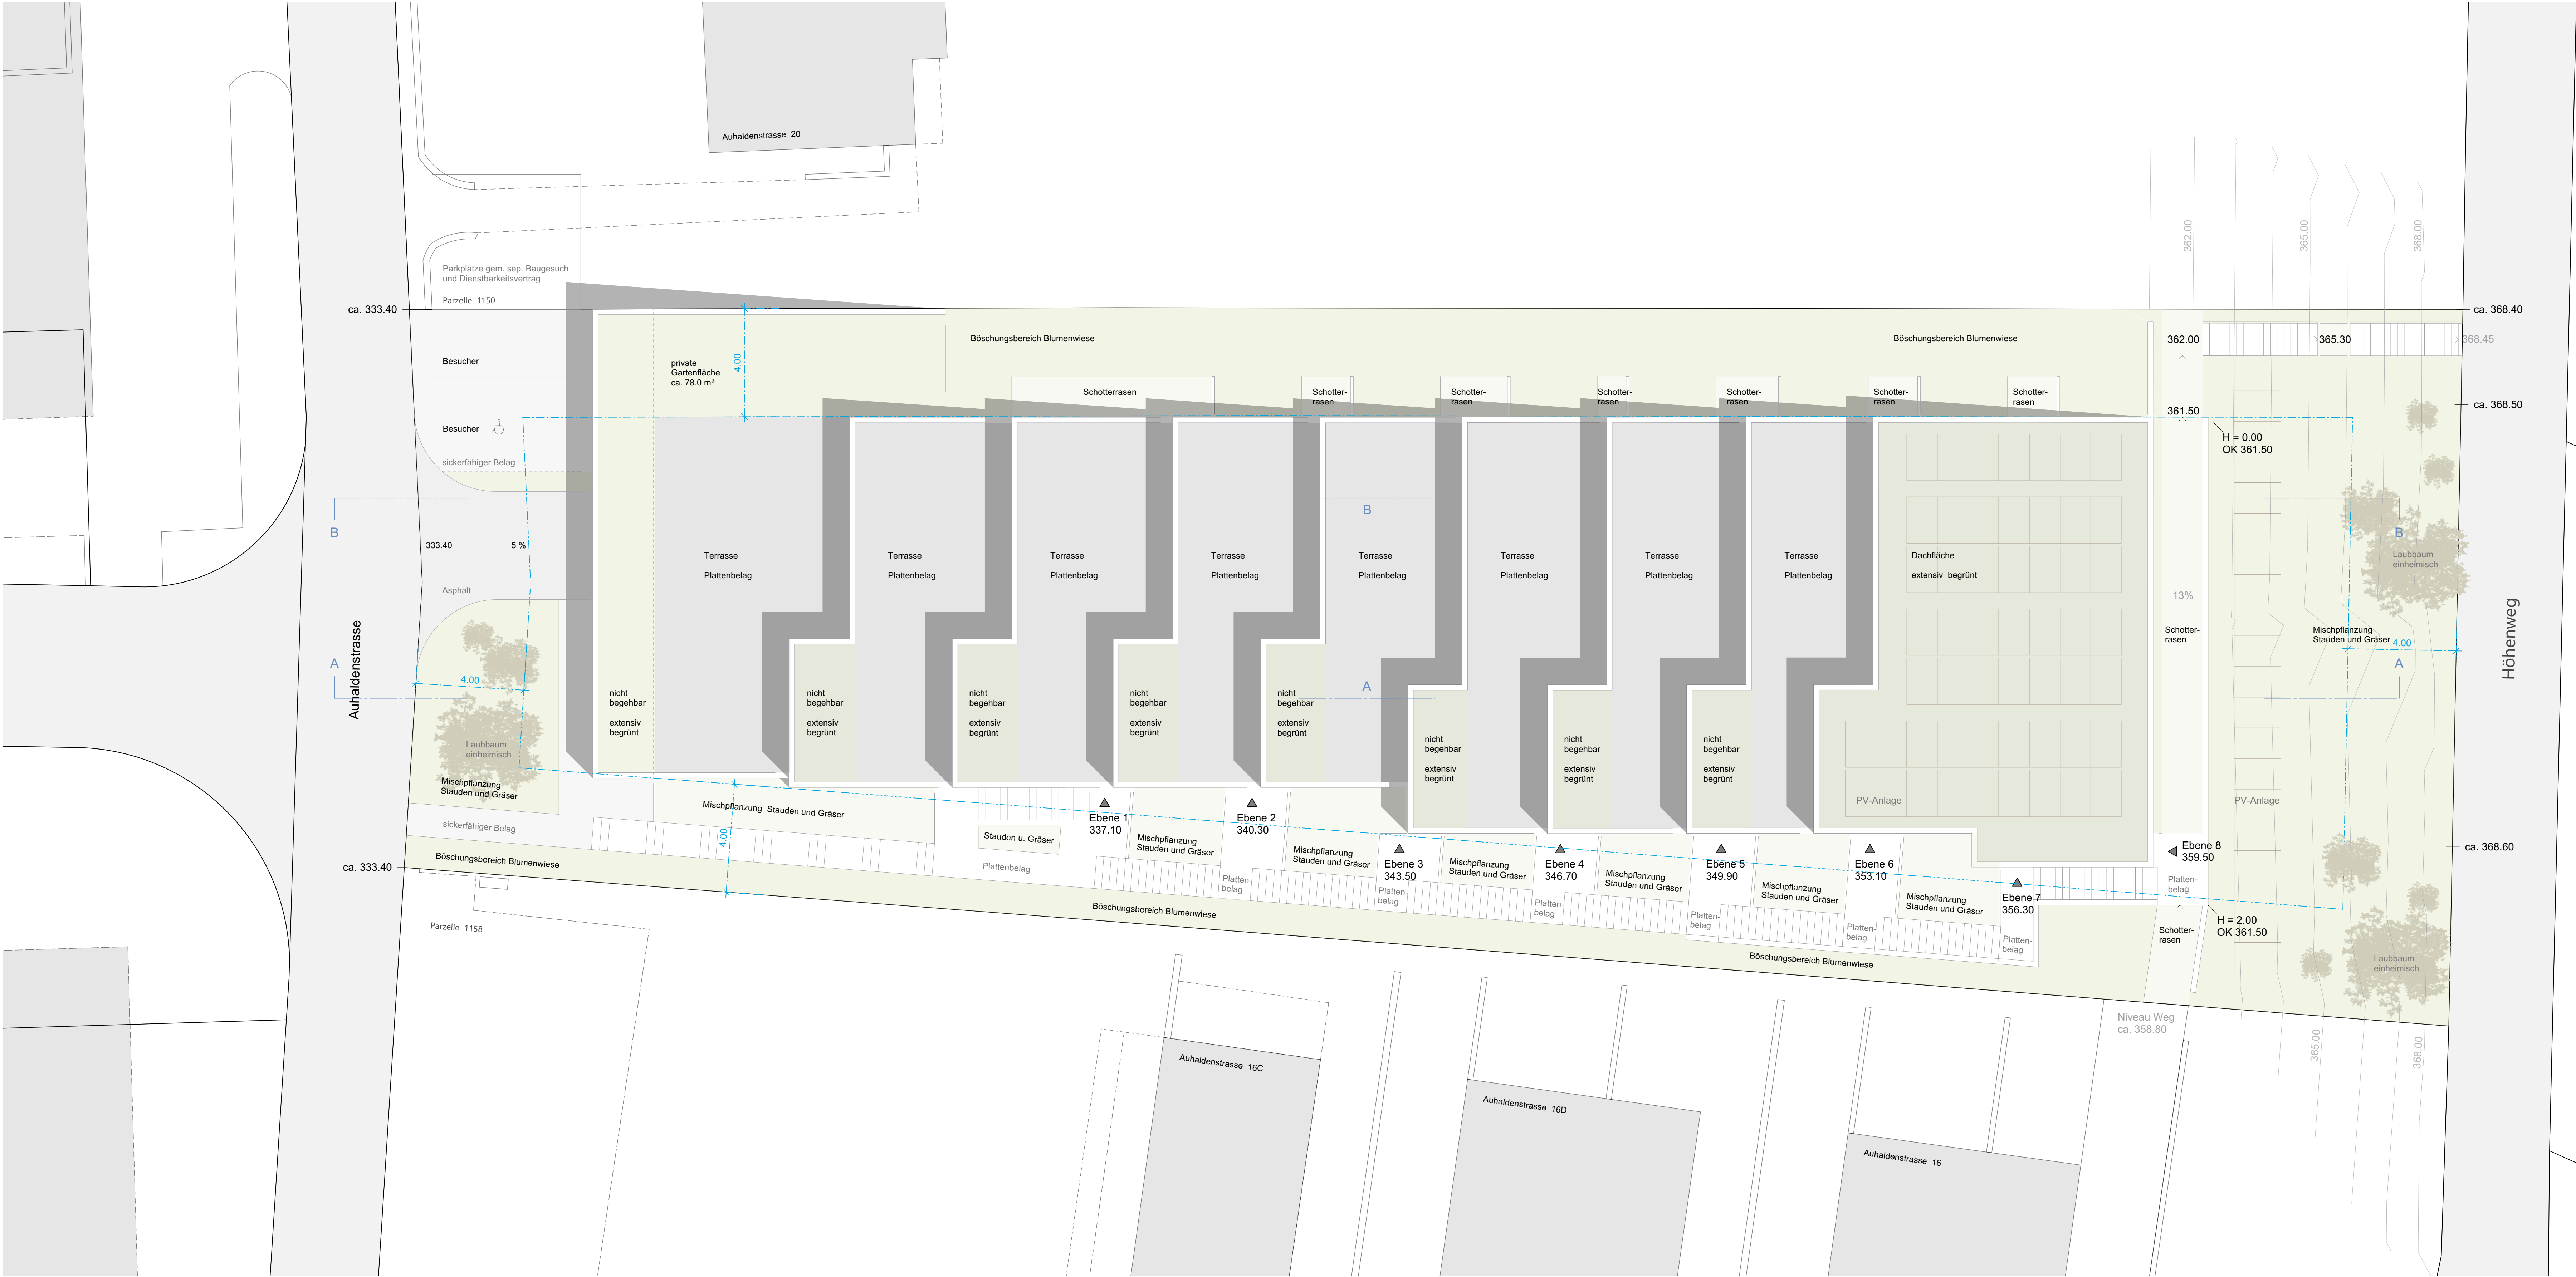 Auhaldenstrasse 20
Parkplätze gem. sep. Baugesuch
und Dienstbarkeitsvertrag
Parzelle 1150
ca. 333.40
ca. 368.40
362.00
365.00
368.00
Besucher
private
Gartenfläche
ca. 78.0 m²
4.00
Böschungsbereich Blumenwiese
Böschungsbereich Blumenwiese
362.00
365.30
368.45
Schotterrasen
Schotter-
rasen
Schotter-
rasen
Schotter-
rasen
Schotter-
rasen
Schotter-
rasen
Schotter-
rasen
361.50
ca. 368.50
Besucher
sickerfähiger Belag
H = 0.00
OK 361.50
B
B
B
333.40
5 %
Asphalt
Terrasse
Plattenbelag
Terrasse
Plattenbelag
Terrasse
Plattenbelag
Terrasse
Plattenbelag
Terrasse
Plattenbelag
Terrasse
Plattenbelag
Terrasse
Plattenbelag
Terrasse
Plattenbelag
Dachfläche
extensiv begrünt
Laubbaum
einheimisch
13%
Schotter-
rasen
Mischpflanzung
Stauden und Gräser
4.00
Auhaldenstrasse
Höhenweg
A
A
A
4.00
nicht
begehbar
extensiv
begrünt
nicht
begehbar
extensiv
begrünt
nicht
begehbar
extensiv
begrünt
nicht
begehbar
extensiv
begrünt
nicht
begehbar
extensiv
begrünt
nicht
begehbar
extensiv
begrünt
nicht
begehbar
extensiv
begrünt
nicht
begehbar
extensiv
begrünt
Laubbaum
einheimisch
Mischpflanzung
Stauden und Gräser
PV-Anlage
PV-Anlage
sickerfähiger Belag
Mischpflanzung Stauden und Gräser
4.00
Stauden u. Gräser
Plattenbelag
Ebene 1
337.10
Mischpflanzung
Stauden und Gräser
Ebene 2
340.30
Mischpflanzung
Stauden und Gräser
Ebene 3
343.50
Mischpflanzung
Stauden und Gräser
Ebene 4
346.70
Mischpflanzung
Stauden und Gräser
Ebene 5
349.90
Mischpflanzung
Stauden und Gräser
Ebene 6
353.10
Mischpflanzung
Stauden und Gräser
Ebene 7
356.30
Ebene 8
359.50
ca. 368.60
ca. 333.40
Böschungsbereich Blumenwiese
Platten-
belag
Platten-
belag
Platten-
belag
Platten-
belag
Platten-
belag
Platten-
belag
Platten-
belag
Böschungsbereich Blumenwiese
Böschungsbereich Blumenwiese
Schotter-
rasen
H = 2.00
OK 361.50
Laubbaum
einheimisch
Parzelle 1158
Niveau Weg
ca. 358.80
365.00
368.00
Auhaldenstrasse 16C
Auhaldenstrasse 16D
Auhaldenstrasse 16